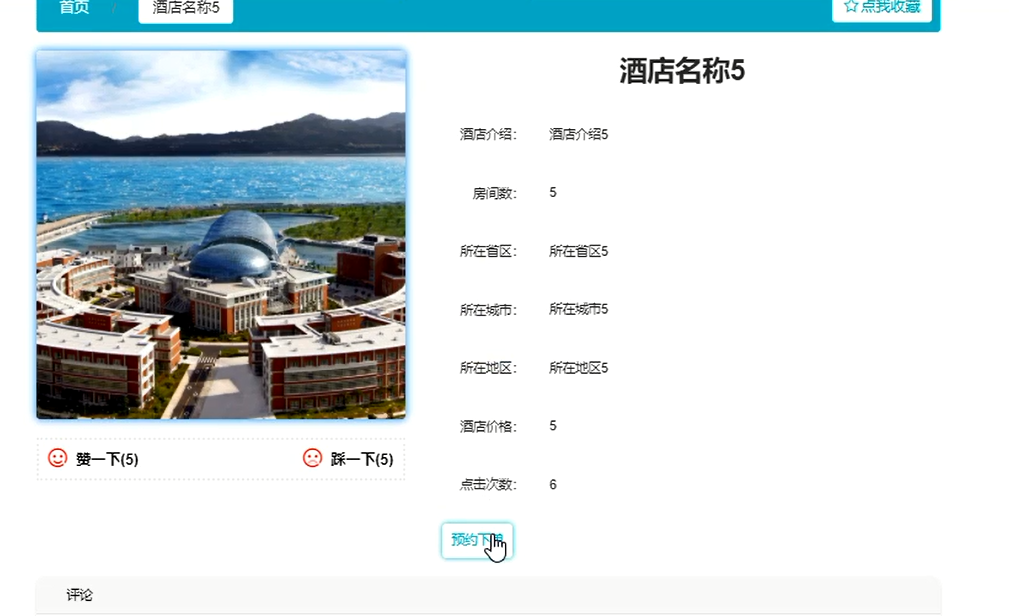 首页 / 酒店名称5
点我收藏
酒店名称5
酒店介绍： 酒店介绍5
房间数： 5
所在省区： 所在省区5
所在城市： 所在城市5
所在地区： 所在地区5
酒店价格： 5
点击次数： 6
赞一下(5) 踩一下(5)
预约下单
评论